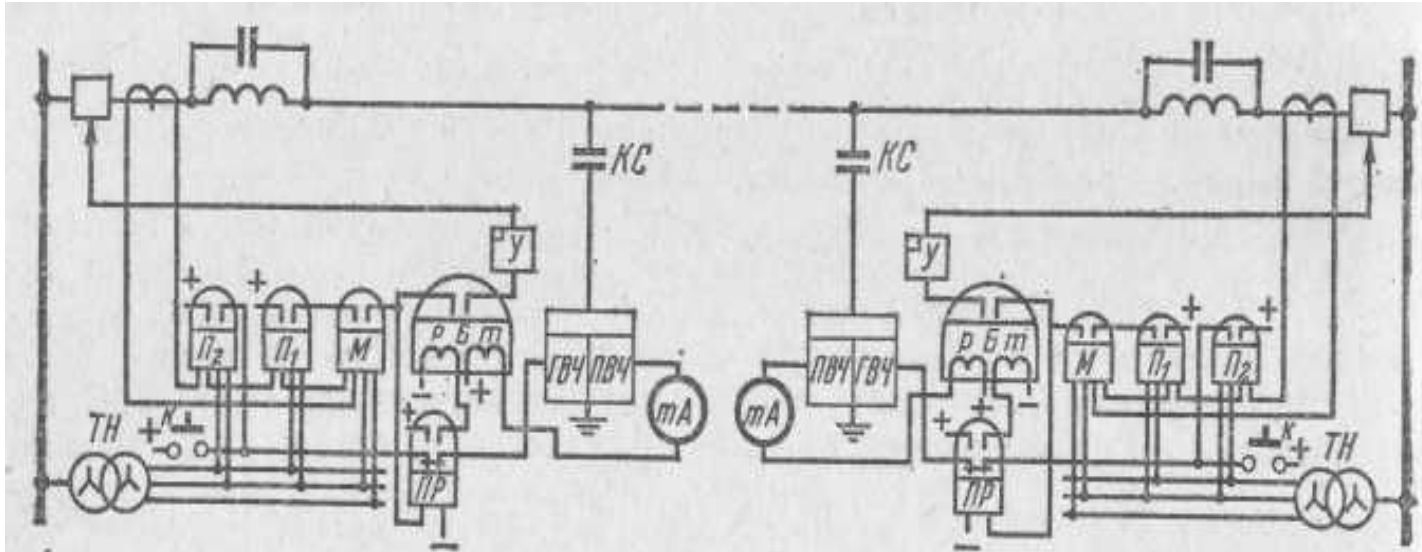 КС
КС
У
У
+ +
+ +
П₂ П₁ М
р Б т
ГВЧ ПВЧ
mA
mA
ПВЧ ГВЧ
р Б т
М П₁ П₂
− +
+ −
ТН + К
+
ПР
−
+
ПР
−
К + ТН